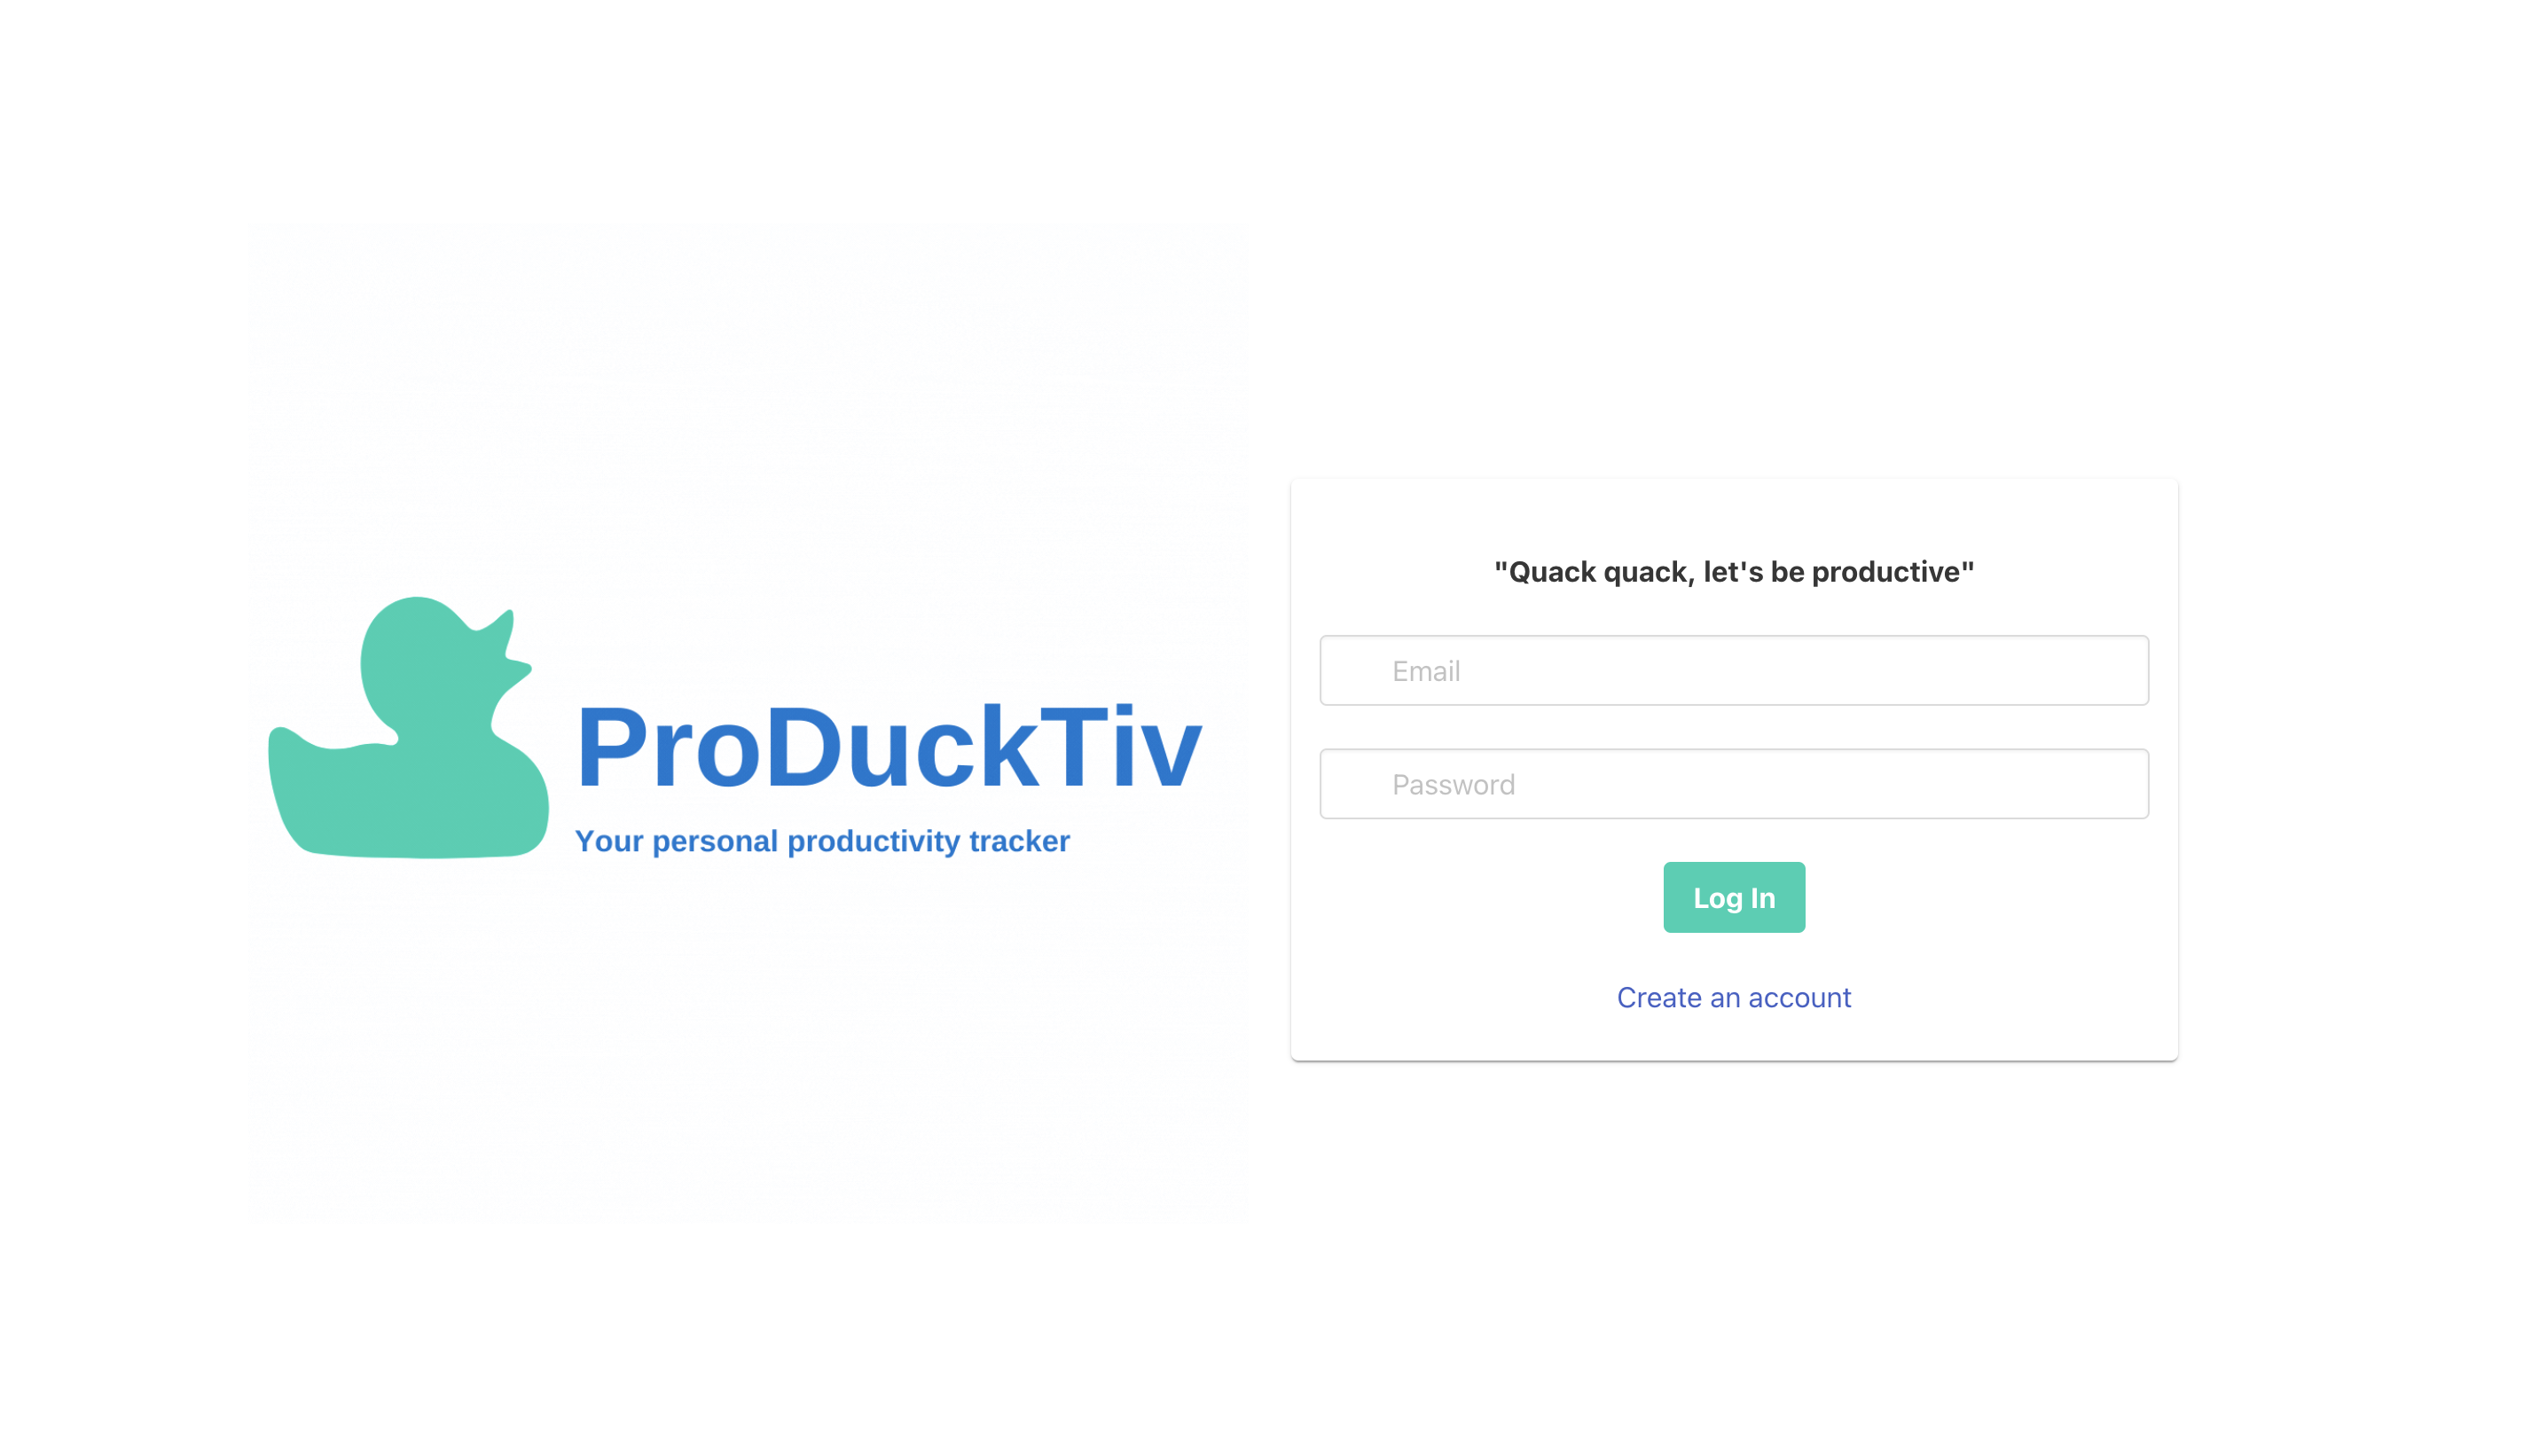 ProDuckTiv
Your personal productivity tracker
"Quack quack, let's be productive"
Email
Password
Log In
Create an account